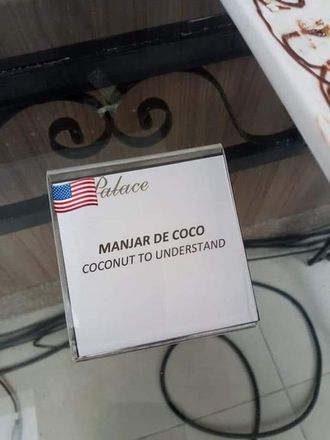 Palace
MANJAR DE COCO
COCONUT TO UNDERSTAND